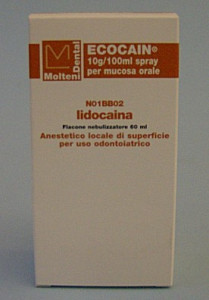 ECOCAIN®
10g/100ml spray
per mucosa orale
Molten
Dental
N01BB02
lidocaina
Flacone nebulizzatore 60 ml
Anestetico locale di superficie
per uso odontoiatrico